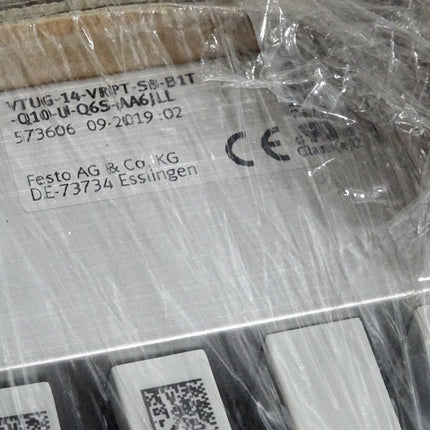 VTUG-14-VRPT-SB-B1T
-Q10-U-Q6S-
573606 09-2019 :02
Festo AG & Co. KG
DE-73734 Esslingen
CE